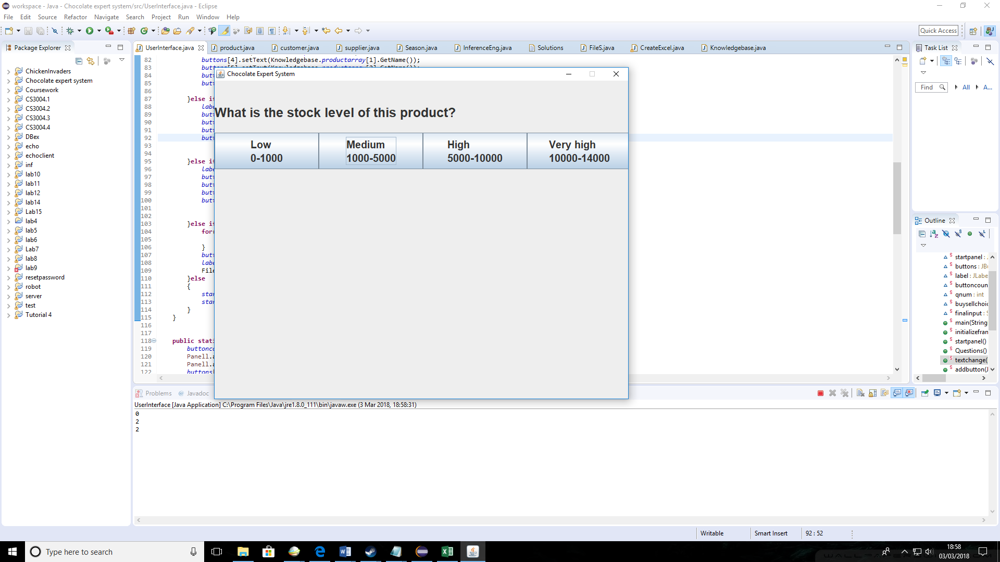 workspace - Java - Chocolate expert system/src/UserInterface.java - Eclipse
File Edit Source Refactor Navigate Search Project Run Window Help
Quick Access
Package Explorer
UserInterface.java product.java customer.java supplier.java Season.java InferenceEng.java Solutions FileS.java CreateExcel.java Knowledgebase.java
Task List
Find All A...
ChickenInvaders
Chocolate expert system
Coursework
CS3004.1
CS3004.2
CS3004.3
CS3004.4
DBex
echo
echoclient
inf
lab10
lab11
lab12
lab14
Lab15
lab4
lab5
lab6
Lab7
lab8
lab9
resetpassword
robot
server
test
Tutorial 4
82 buttons[4].setText(Knowledgebase.productarray[1].GetName());
83
84 but
85 but
86
87 }else if
88 labe
89 butt
90 butt
91 butt
92 butt
93
94
95 }else if
96 labe
97 butt
98 butt
99 butt
100 butt
101
102
103 }else if
104 for(
105
106 }
107 but
108 labe
109 File
110 }else
111 {
112 star
113 star
114 }
115 }
116
117
118 public stati
119 buttonco
120 Panell.a
121 Panell.a
122 buttons
Chocolate Expert System
What is the stock level of this product?
Low
0-1000
Medium
1000-5000
High
5000-10000
Very high
10000-14000
Outline
startpanel : J
buttons : JBu
label : JLabe
buttoncoun
qnum : int
buysellchoic
finalinput : S
main(String
initializefran
startpanel()
Questions()
textchange(
addbutton(J
Problems Javadoc
UserInterface [Java Application] C:\Program Files\Java\jre1.8.0_111\bin\javaw.exe (3 Mar 2018, 18:58:31)
0
2
2
Writable Smart Insert 92 : 52
Type here to search
18:58
03/03/2018